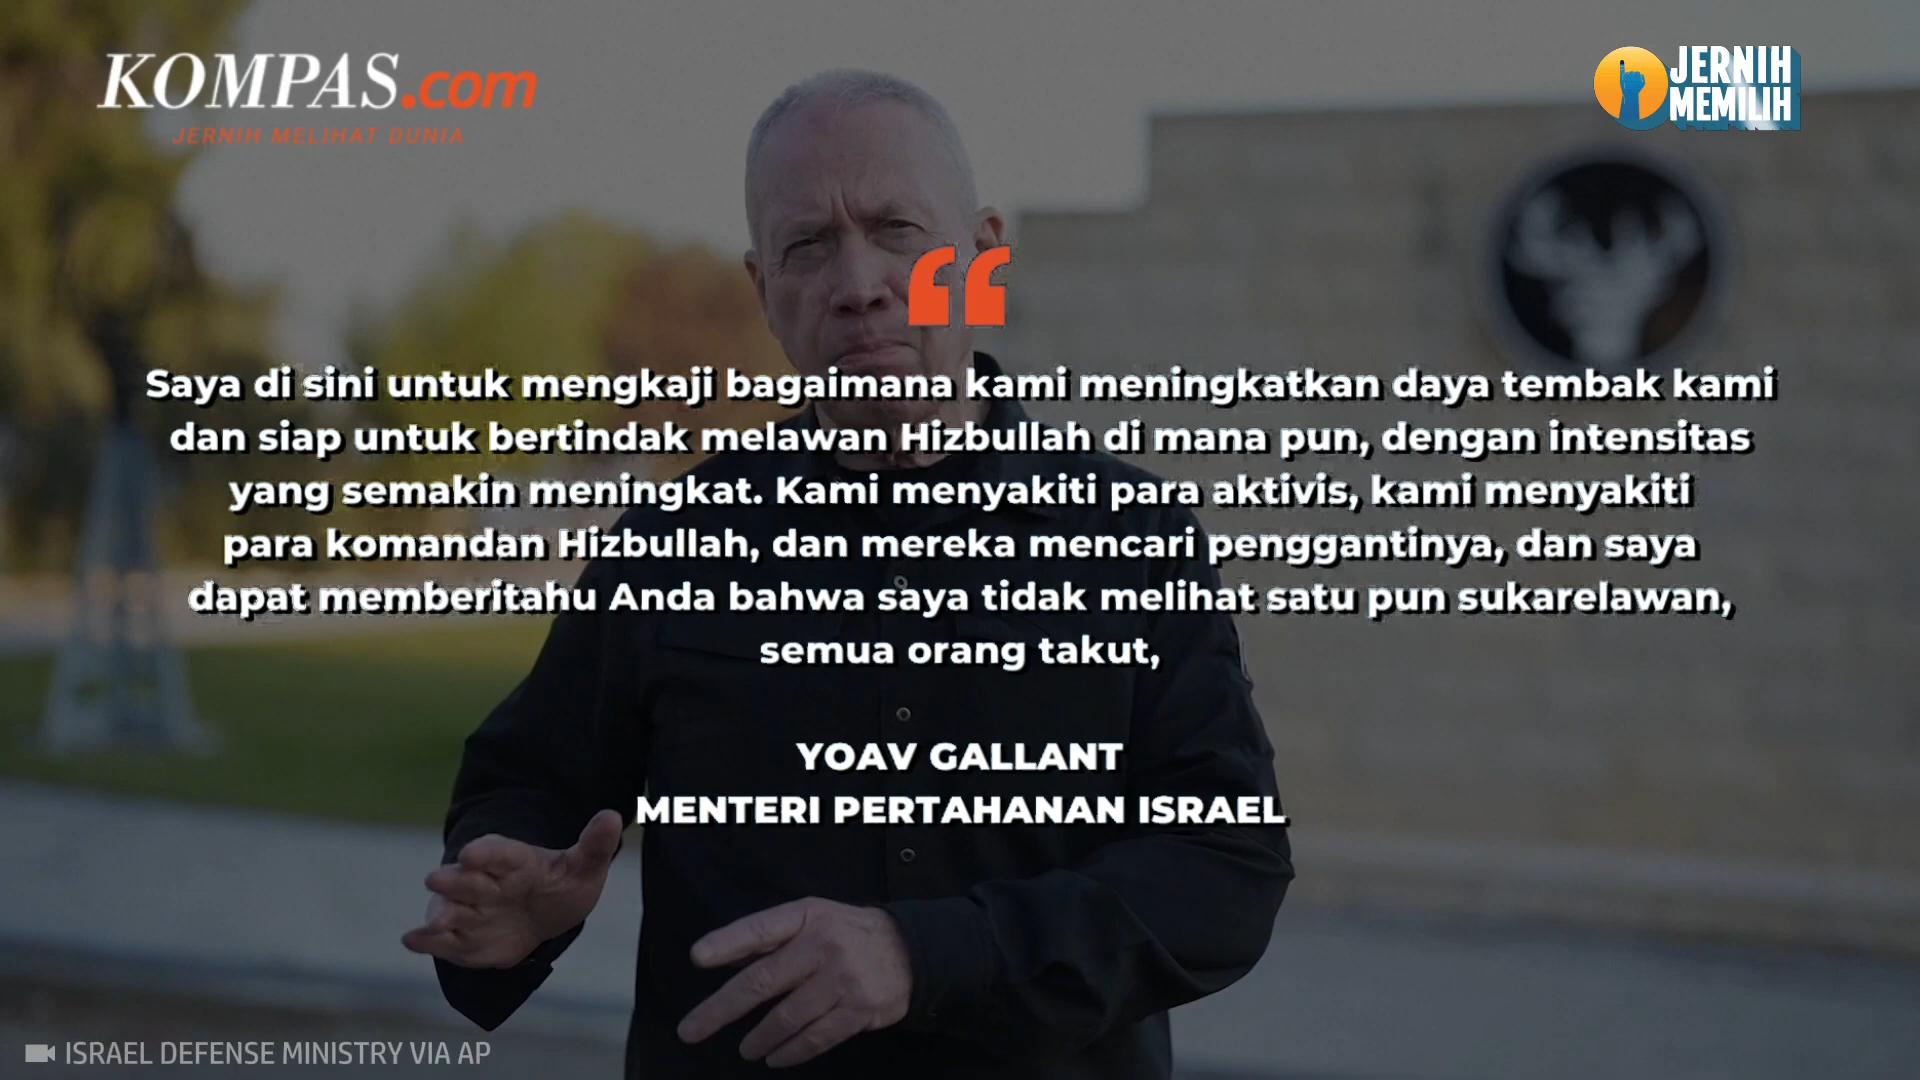 KOMPAS.com
JERNIH MELIHAT DUNIA
JERNIH
MEMILIH
Saya di sini untuk mengkaji bagaimana kami meningkatkan daya tembak kami
dan siap untuk bertindak melawan Hizbullah di mana pun, dengan intensitas
yang semakin meningkat. Kami menyakiti para aktivis, kami menyakiti
para komandan Hizbullah, dan mereka mencari penggantinya, dan saya
dapat memberitahu Anda bahwa saya tidak melihat satu pun sukarelawan,
semua orang takut,
YOAV GALLANT
MENTERI PERTAHANAN ISRAEL
ISRAEL DEFENSE MINISTRY VIA AP